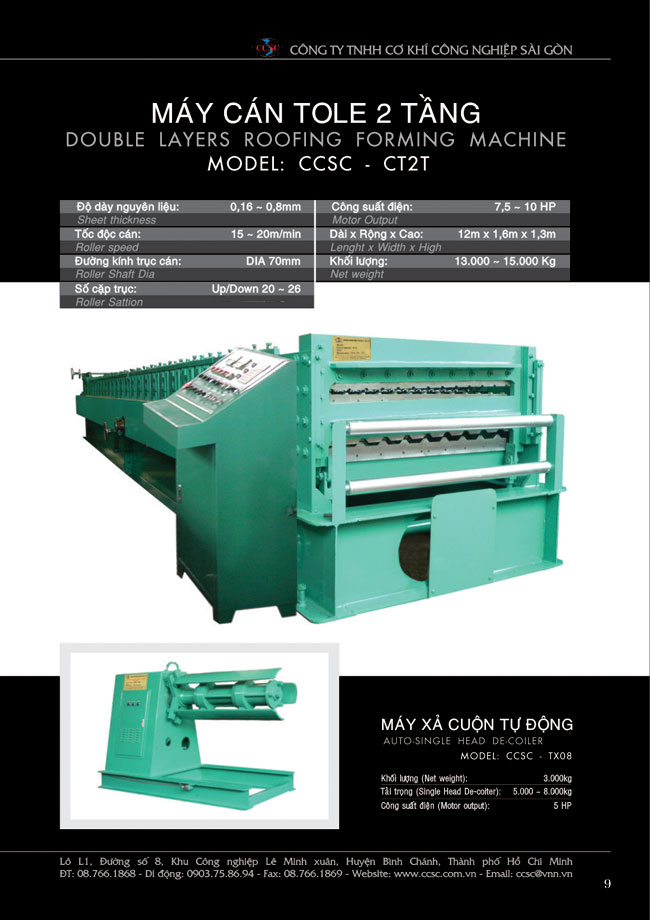 CCSC CÔNG TY TNHH CƠ KHÍ CÔNG NGHIỆP SÀI GÒN
MÁY CÁN TOLE 2 TẦNG
DOUBLE LAYERS ROOFING FORMING MACHINE
MODEL: CCSC - CT2T
Độ dày nguyên liệu: 0,16 ~ 0,8mm
Sheet thickness
Tốc độc cán: 15 ~ 20m/min
Roller speed
Đường kính trục cán: DIA 70mm
Roller Shaft Dia
Số cặp trục: Up/Down 20 ~ 26
Roller Sattion
Công suất điện: 7,5 ~ 10 HP
Motor Output
Dài x Rộng x Cao: 12m x 1,6m x 1,3m
Lenght x Width x High
Khối lượng: 13.000 ~ 15.000 Kg
Net weight
MÁY XẢ CUỘN TỰ ĐỘNG
AUTO-SINGLE HEAD DE-COILER
MODEL: CCSC - TX08
Khối lượng (Net weight): 3.000kg
Tải trọng (Single Head De-coiter): 5.000 ~ 8.000kg
Công suất điện (Motor output): 5 HP
Lô L1, Đường số 8, Khu Công nghiệp Lê Minh xuân, Huyện Bình Chánh, Thành phố Hồ Chí Minh
ĐT: 08.766.1868 - Di động: 0903.75.86.94 - Fax: 08.766.1869 - Website: www.ccsc.com.vn - Email: ccsc@vnn.vn
9